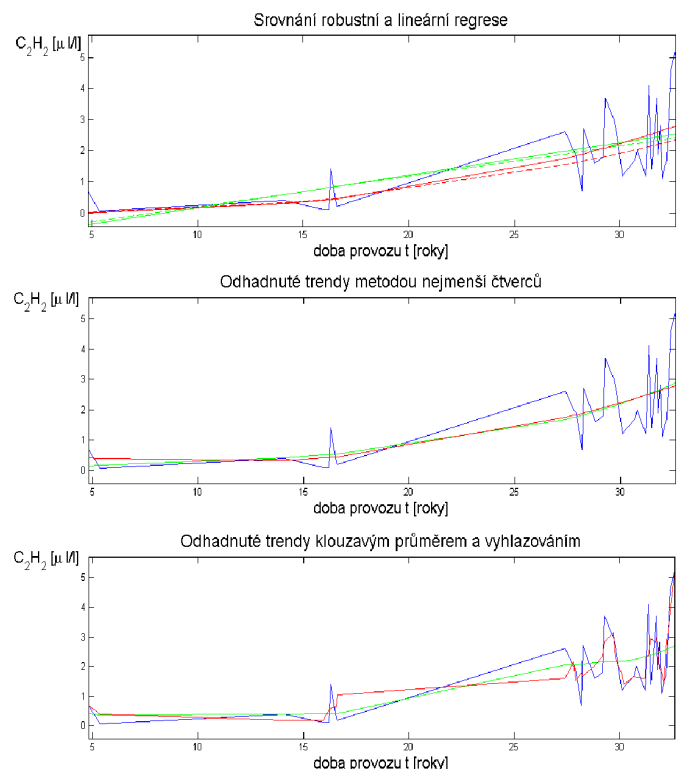 Srovnání robustní a lineární regrese
C₂H₂ [μ l/l]
5
4
3
2
1
0
5 10 15 20 25 30
doba provozu t [roky]
Odhadnuté trendy metodou nejmenší čtverců
C₂H₂ [μ l/l]
5
4
3
2
1
0
5 10 15 20 25 30
doba provozu t [roky]
Odhadnuté trendy klouzavým průměrem a vyhlazováním
C₂H₂ [μ l/l]
5
4
3
2
1
0
5 10 15 20 25 30
doba provozu t [roky]